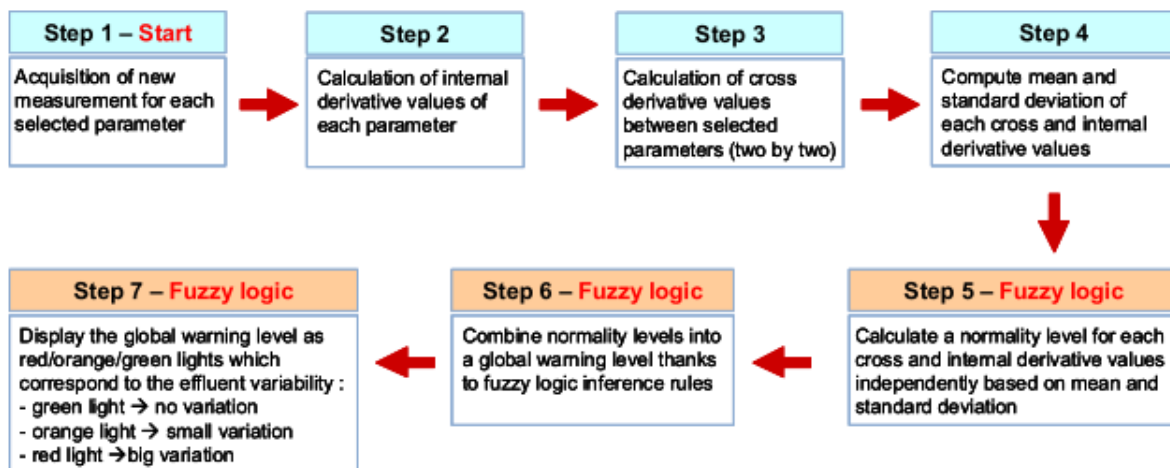 Step 1 – Start
Acquisition of new
measurement for each
selected parameter
Step 2
Calculation of internal
derivative values of
each parameter
Step 3
Calculation of cross
derivative values
between selected
parameters (two by two)
Step 4
Compute mean and
standard deviation of
each cross and internal
derivative values
Step 5 – Fuzzy logic
Calculate a normality level for each
cross and internal derivative values
independently based on mean and
standard deviation
Step 6 – Fuzzy logic
Combine normality levels into
a global warning level thanks
to fuzzy logic inference rules
Step 7 – Fuzzy logic
Display the global warning level as
red/orange/green lights which
correspond to the effluent variability :
- green light → no variation
- orange light → small variation
- red light →big variation